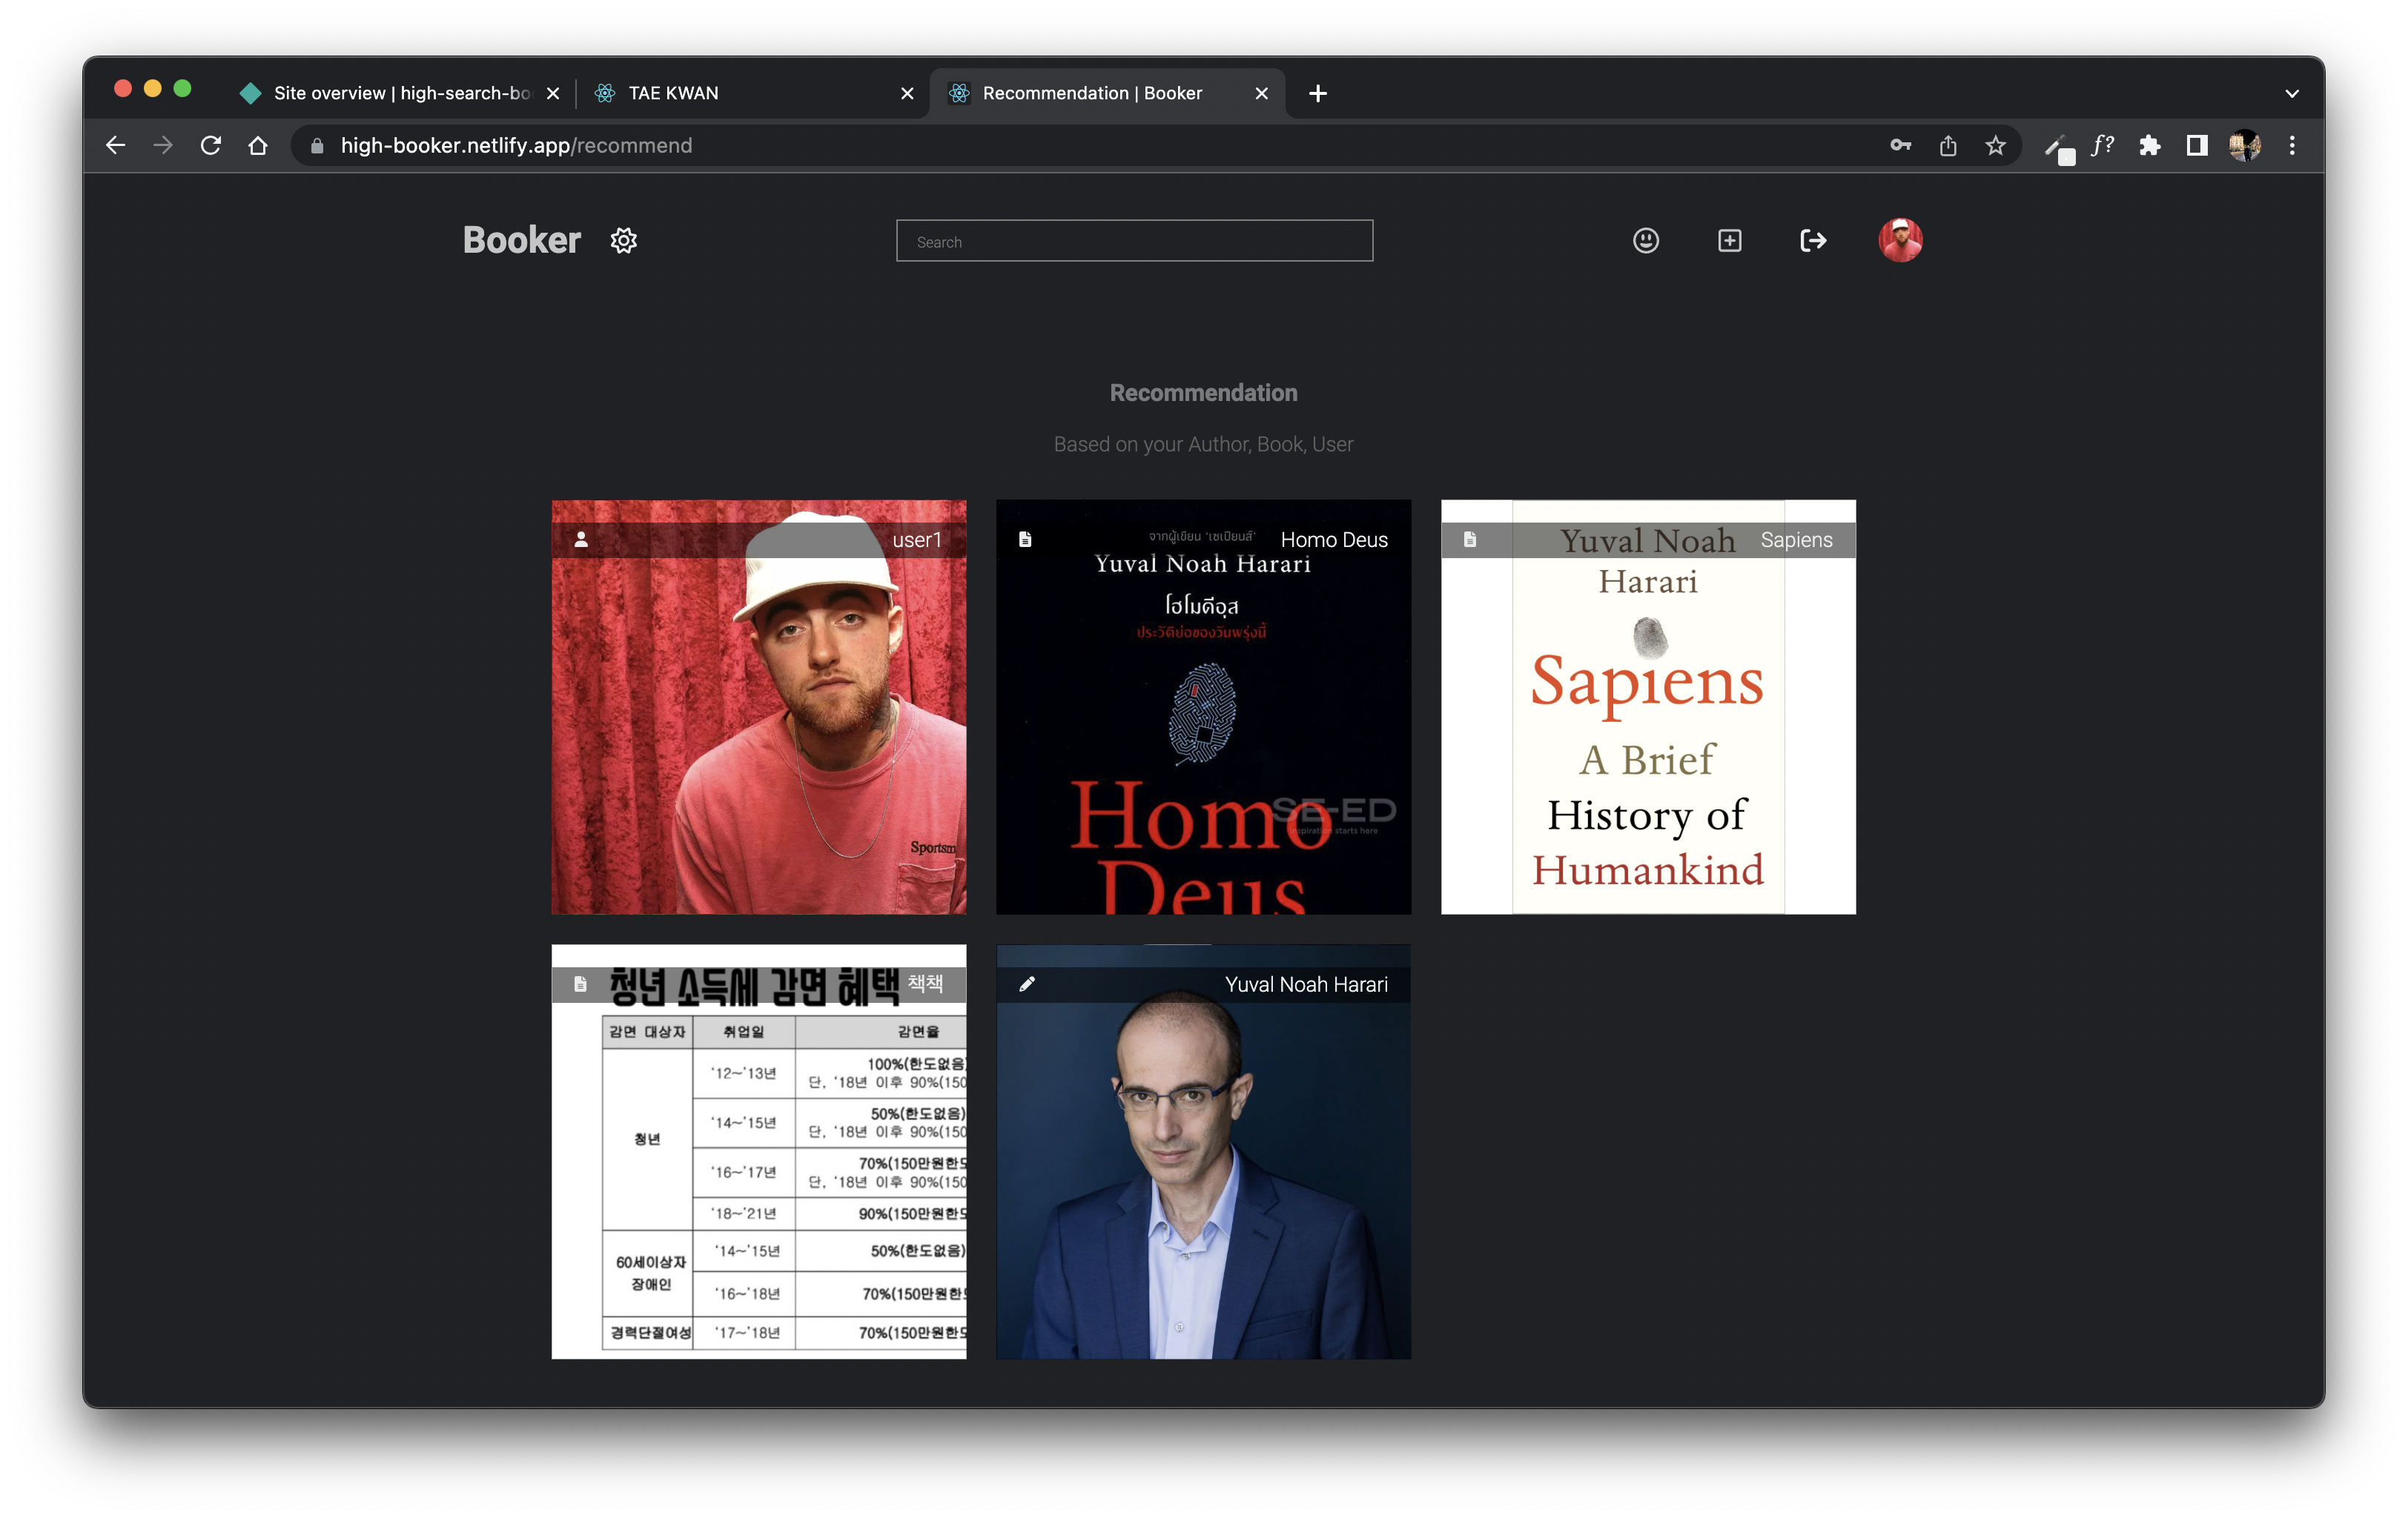 Site overview | high-search-bo
TAE KWAN
Recommendation | Booker
high-booker.netlify.app/recommend
f?
Booker
Search
Recommendation
Based on your Author, Book, User
user1
Sportsm
Homo Deus
จากผู้เขียน 'เซเปียนส์'
Yuval Noah Harari
โฮโมดีอุส
ประวัติย่อของวันพรุ่งนี้
SE-ED
Inspiration starts here
Homo
Deus
Sapiens
Yuval Noah
Harari
Sapiens
A Brief
History of
Humankind
책책
청년 소득세 감면 혜택
감면 대상자 취업일 감면율
청년
'12~'13년 100%(한도없음)
단, '18년 이후 90%(150
'14~'15년 50%(한도없음)
단, '18년 이후 90%(150
'16~'17년 70%(150만원한도
단, '18년 이후 90%(150
'18~'21년 90%(150만원한도
60세이상자
장애인
'14~'15년 50%(한도없음)
'16~'18년 70%(150만원한도
경력단절여성 '17~'18년 70%(150만원한도
Yuval Noah Harari